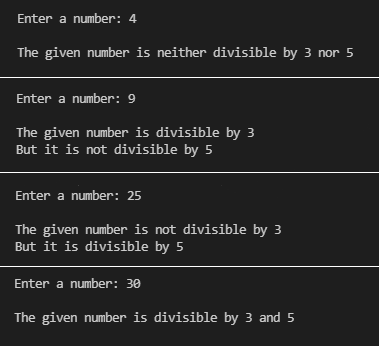 Enter a number: 4
The given number is neither divisible by 3 nor 5
Enter a number: 9
The given number is divisible by 3
But it is not divisible by 5
Enter a number: 25
The given number is not divisible by 3
But it is divisible by 5
Enter a number: 30
The given number is divisible by 3 and 5